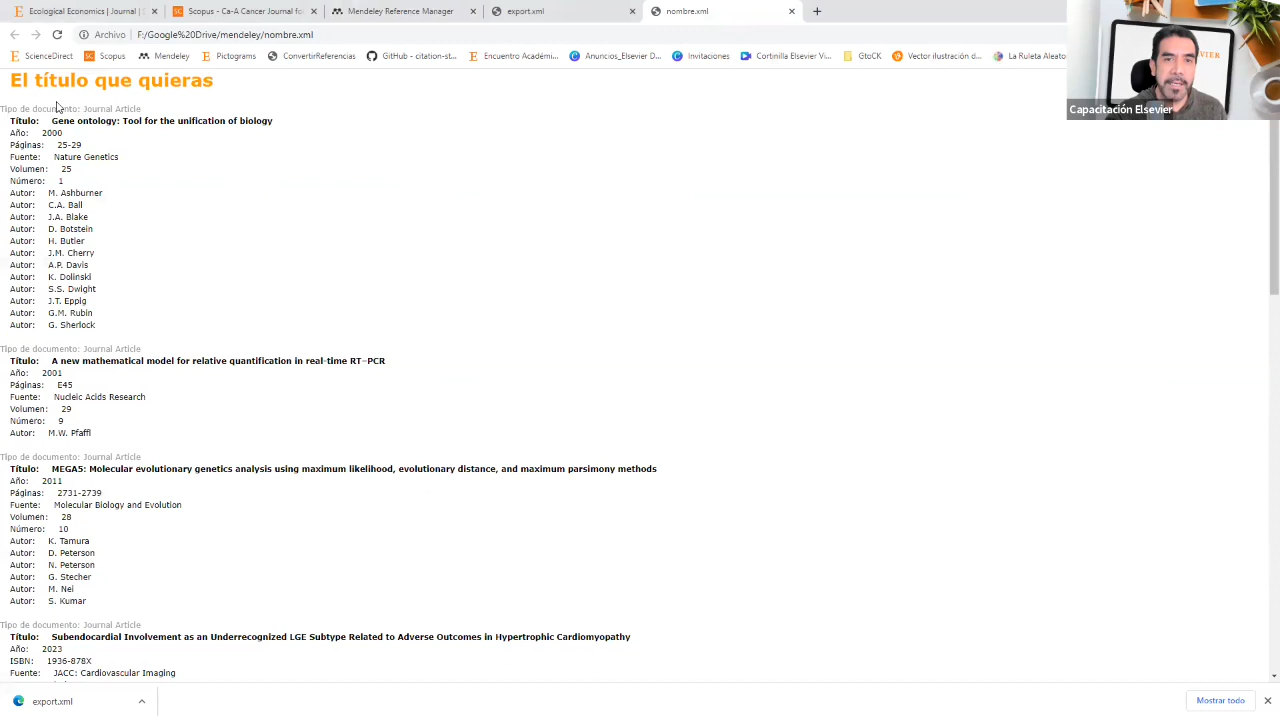 Ecological Economics | Journal | S
Scopus - Ca-A Cancer Journal fo
Mendeley Reference Manager
export.xml
nombre.xml
Archivo
F:/Google%20Drive/mendeley/nombre.xml
ScienceDirect
Scopus
Mendeley
Pictograms
ConvertirReferencias
GitHub - citation-st...
Encuentro Académi...
Anuncios_Elsevier D...
Invitaciones
Cortinilla Elsevier Vi...
GtoCK
Vector ilustración d...
La Ruleta Aleato
Capacitación Elsevier
El título que quieras
Tipo de documento: Journal Article
Título: Gene ontology: Tool for the unification of biology
Año: 2000
Páginas: 25-29
Fuente: Nature Genetics
Volumen: 25
Número: 1
Autor: M. Ashburner
Autor: C.A. Ball
Autor: J.A. Blake
Autor: D. Botstein
Autor: H. Butler
Autor: J.M. Cherry
Autor: A.P. Davis
Autor: K. Dolinski
Autor: S.S. Dwight
Autor: J.T. Eppig
Autor: G.M. Rubin
Autor: G. Sherlock
Tipo de documento: Journal Article
Título: A new mathematical model for relative quantification in real-time RT–PCR
Año: 2001
Páginas: E45
Fuente: Nucleic Acids Research
Volumen: 29
Número: 9
Autor: M.W. Pfaffl
Tipo de documento: Journal Article
Título: MEGA5: Molecular evolutionary genetics analysis using maximum likelihood, evolutionary distance, and maximum parsimony methods
Año: 2011
Páginas: 2731-2739
Fuente: Molecular Biology and Evolution
Volumen: 28
Número: 10
Autor: K. Tamura
Autor: D. Peterson
Autor: N. Peterson
Autor: G. Stecher
Autor: M. Nei
Autor: S. Kumar
Tipo de documento: Journal Article
Título: Subendocardial Involvement as an Underrecognized LGE Subtype Related to Adverse Outcomes in Hypertrophic Cardiomyopathy
Año: 2023
ISBN: 1936-878X
Fuente: JACC: Cardiovascular Imaging
export.xml
Mostrar todo